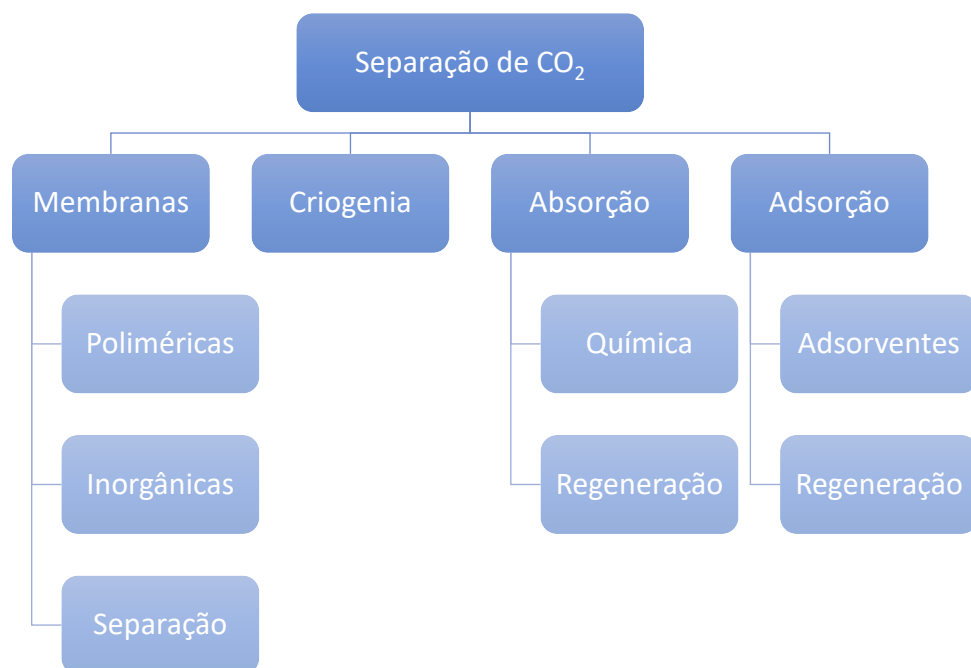 Separação de CO₂
Membranas
Criogenia
Absorção
Adsorção
Poliméricas
Química
Adsorventes
Inorgânicas
Regeneração
Regeneração
Separação